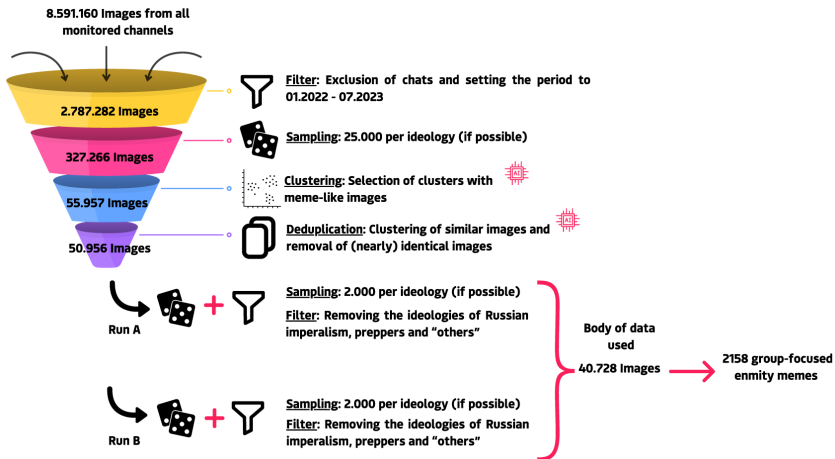 8.591.160 Images from all
monitored channels
2.787.282 Images
Filter: Exclusion of chats and setting the period to
01.2022 - 07.2023
327.266 Images
Sampling: 25.000 per ideology (if possible)
55.957 Images
Clustering: Selection of clusters with
meme-like images
AI
50.956 Images
Deduplication: Clustering of similar images and
removal of (nearly) identical images
AI
Run A
Sampling: 2.000 per ideology (if possible)
Filter: Removing the ideologies of Russian
imperalism, preppers and “others”
Body of data
used
40.728 Images
2158 group-focused
enmity memes
Run B
Sampling: 2.000 per ideology (if possible)
Filter: Removing the ideologies of Russian
imperialism, preppers and “others”